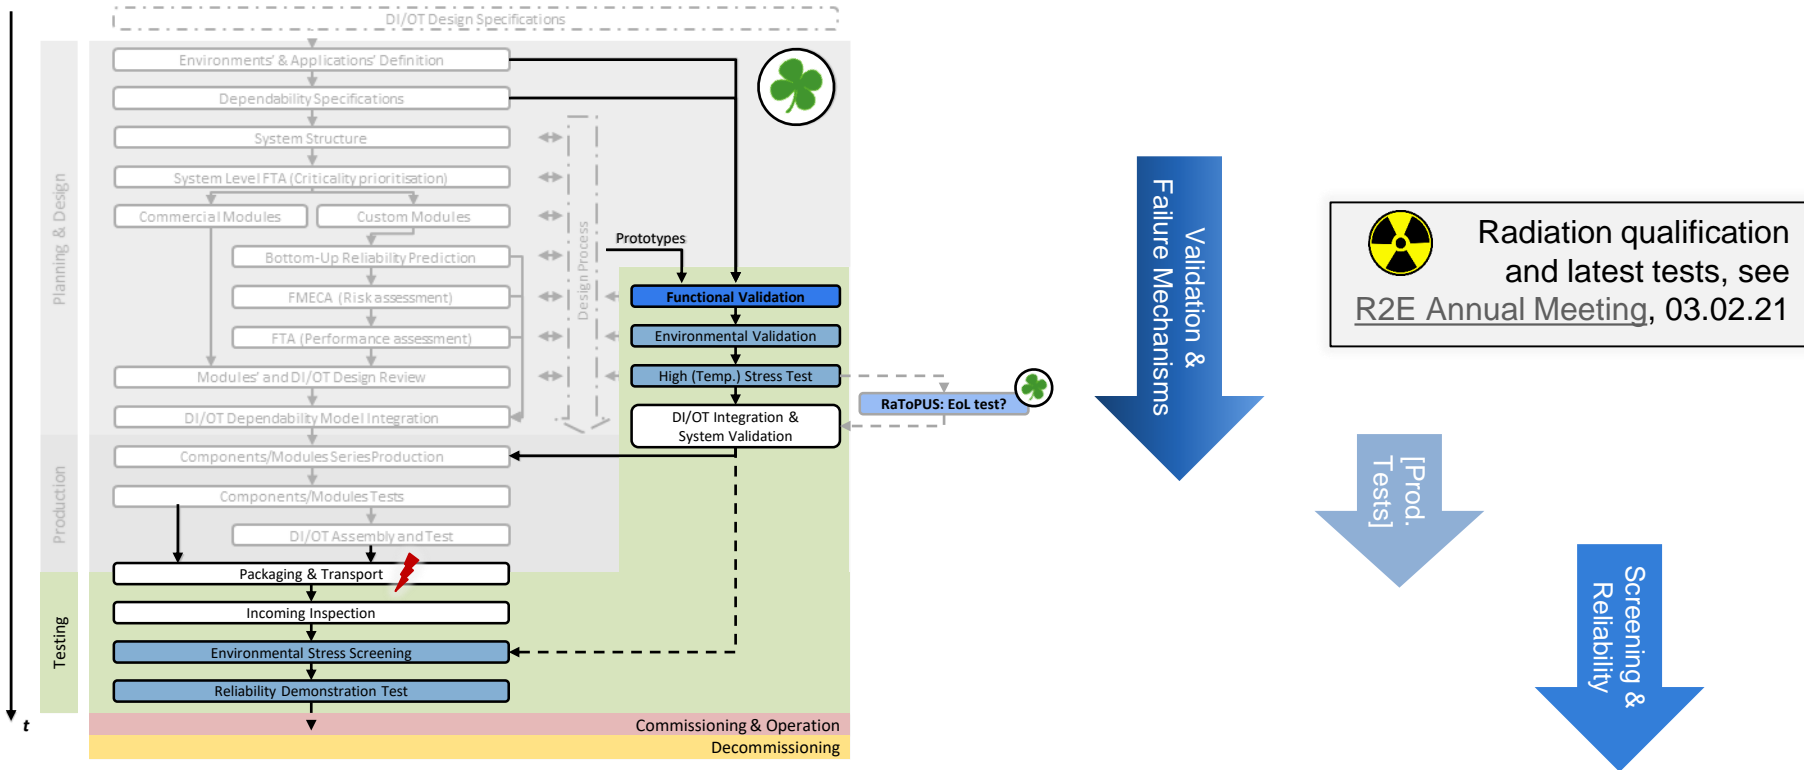 DI/OT Design Specifications
Planning & Design
Environments' & Applications' Definition
Dependability Specifications
System Structure
System Level FTA (Criticality prioritisation)
Commercial Modules
Custom Modules
Bottom-Up Reliability Prediction
FMECA (Risk assessment)
FTA (Performance assessment)
Modules' and DI/OT Design Review
DI/OT Dependability Model Integration
Design Process
Prototypes
Functional Validation
Environmental Validation
High (Temp.) Stress Test
DI/OT Integration &
System Validation
RaToPUS: EoL test?
Production
Components/Modules Series Production
Components/Modules Tests
DI/OT Assembly and Test
Testing
Packaging & Transport
Incoming Inspection
Environmental Stress Screening
Reliability Demonstration Test
t
Commissioning & Operation
Decommissioning
Validation &
Failure Mechanisms
Radiation qualification
and latest tests, see
R2E Annual Meeting, 03.02.21
[Prod.
Tests]
Screening &
Reliability